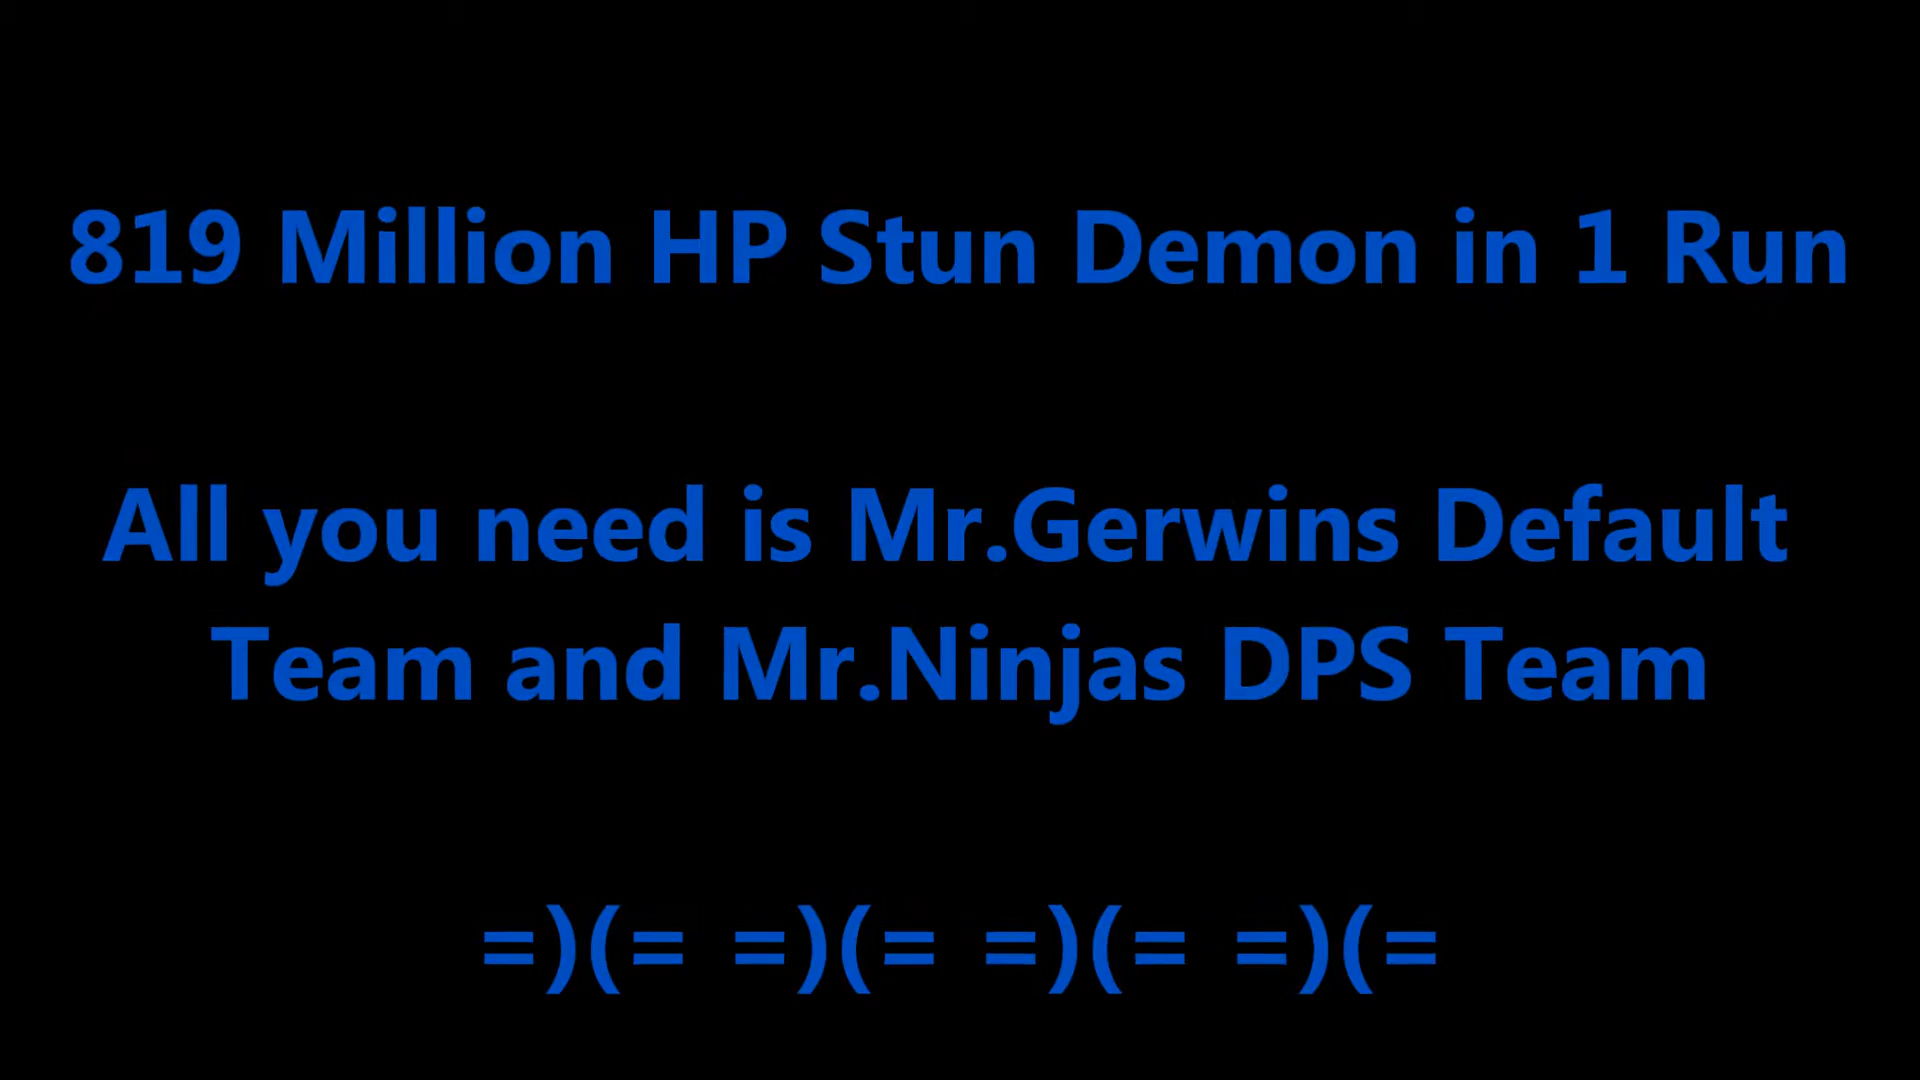 819 Million HP Stun Demon in 1 Run
All you need is Mr.Gerwins Default
Team and Mr.Ninjas DPS Team
=)(= =)(= =)(= =)(=